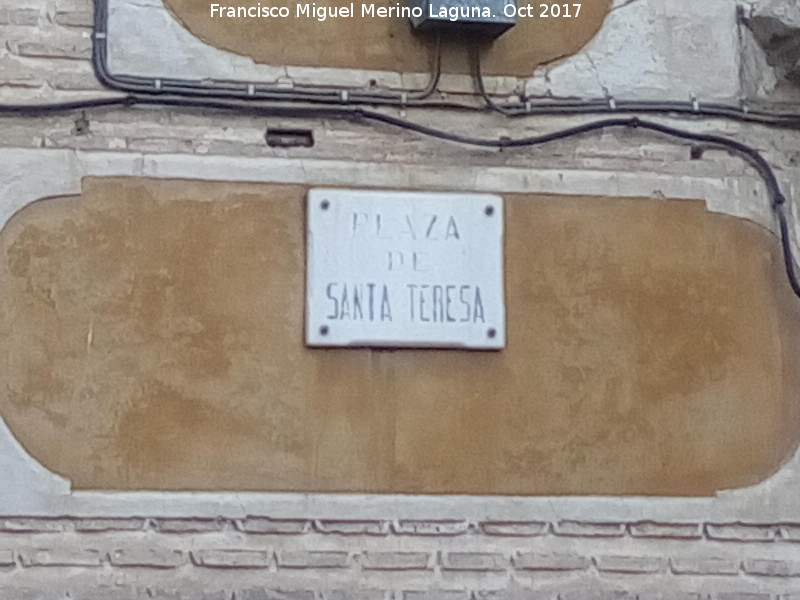 Francisco Miguel Merino Laguna. Oct 2017
PLAZA
DE
SANTA TERESA